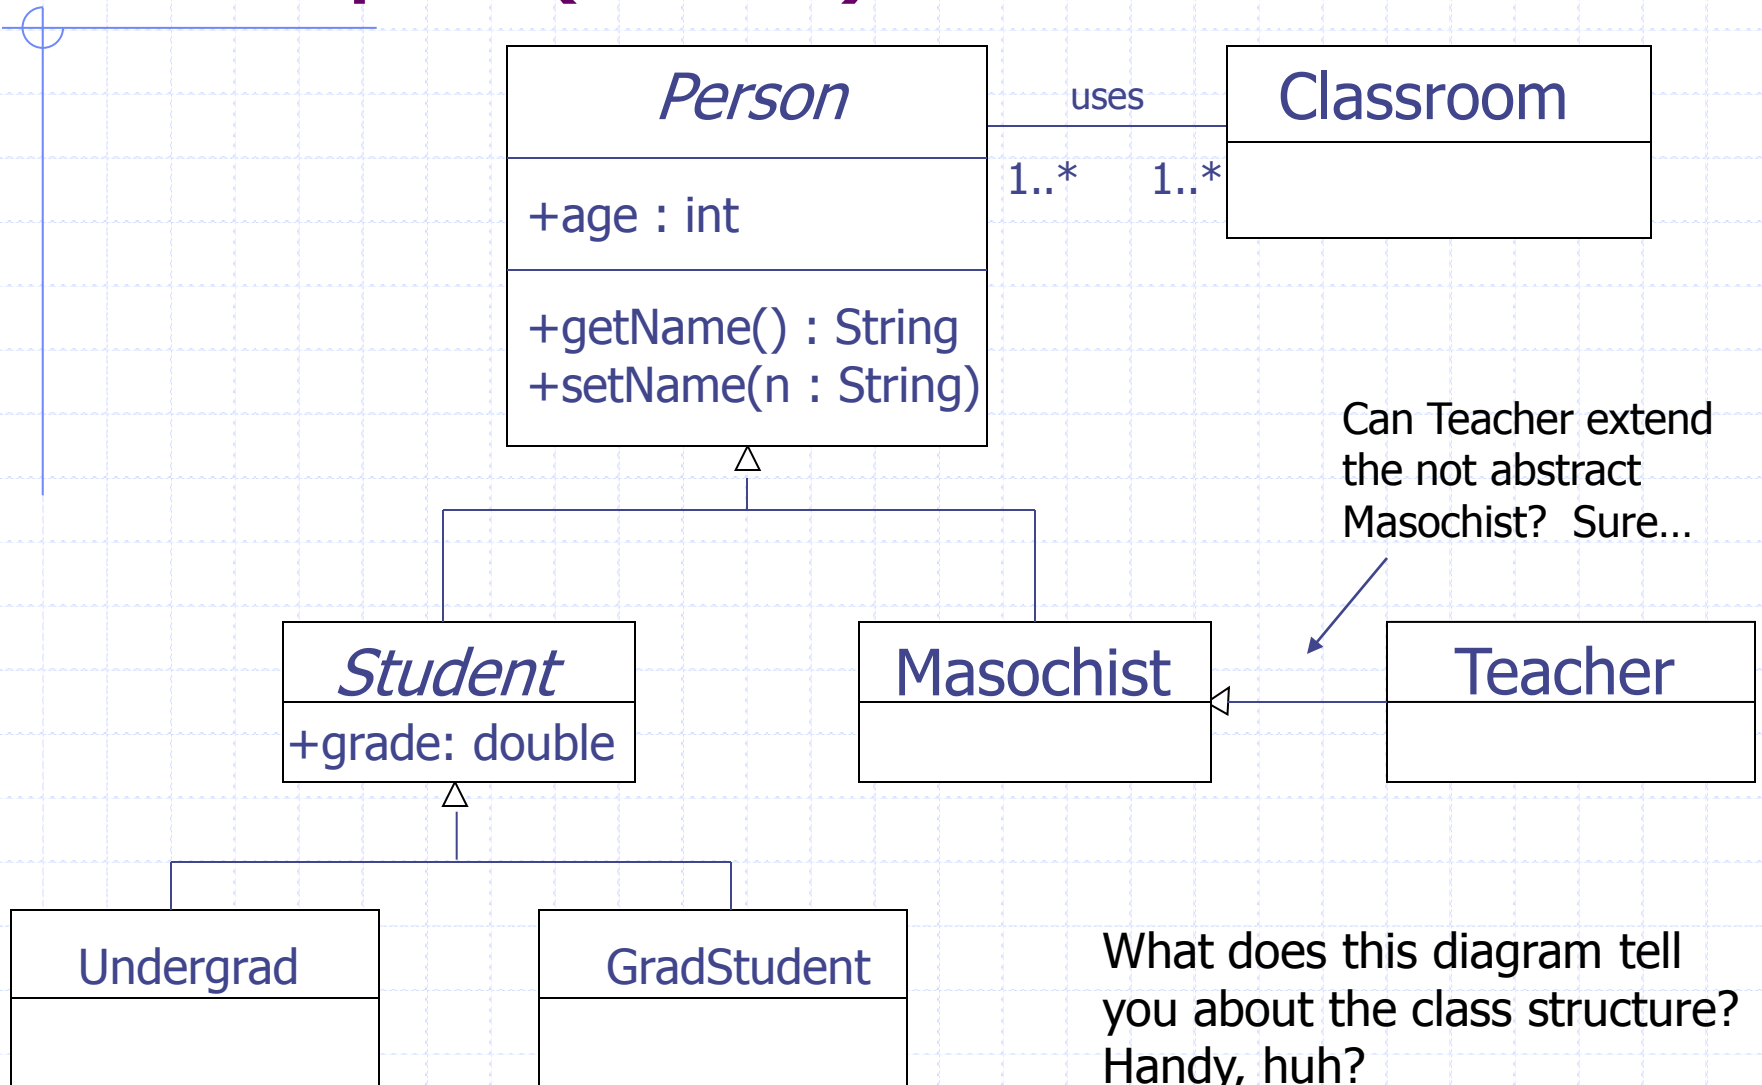 Person
uses
Classroom
1..* 1..*
+age : int
+getName() : String
+setName(n : String)
Can Teacher extend
the not abstract
Masochist? Sure...
Student
Masochist
Teacher
+grade: double
Undergrad
GradStudent
What does this diagram tell
you about the class structure?
Handy, huh?